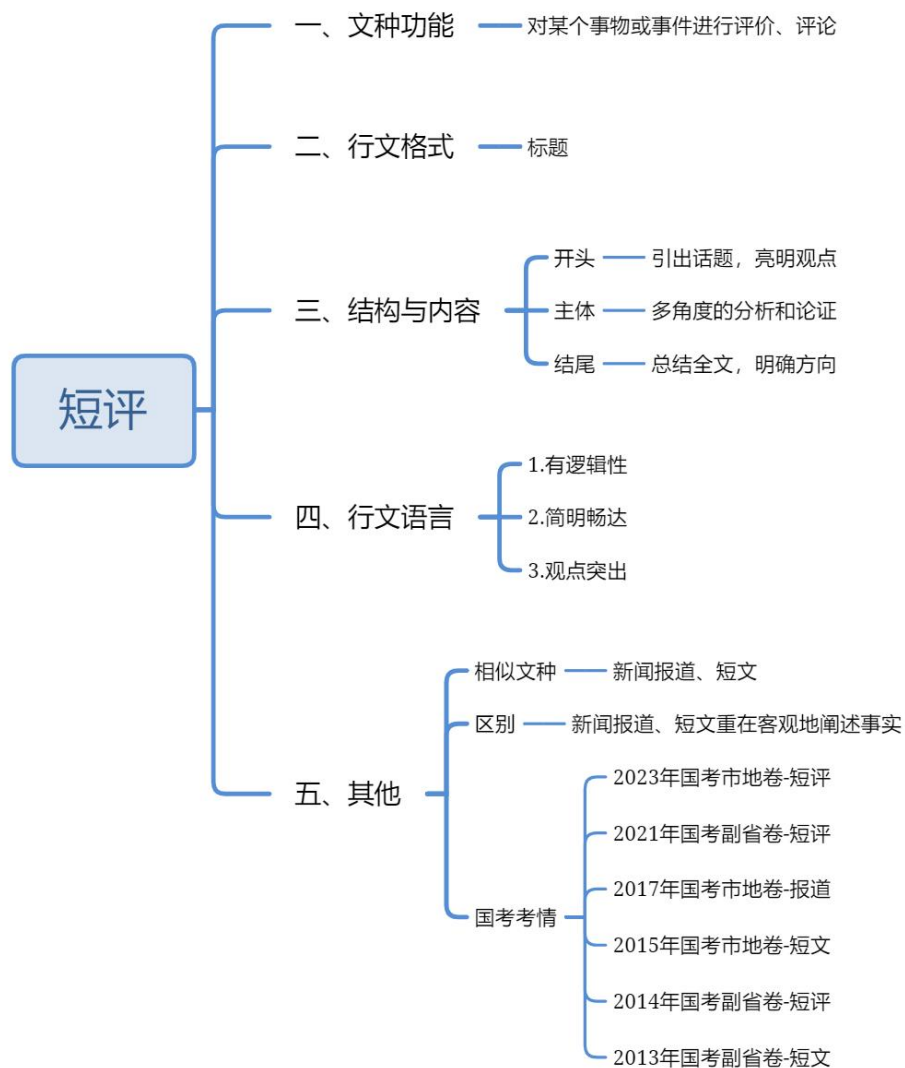 短评
一、文种功能
对某个事物或事件进行评价、评论
二、行文格式
标题
三、结构与内容
开头
引出话题，亮明观点
主体
多角度的分析和论证
结尾
总结全文，明确方向
四、行文语言
1.有逻辑性
2.简明畅达
3.观点突出
五、其他
相似文种
新闻报道、短文
区别
新闻报道、短文重在客观地阐述事实
国考考情
2023年国考市地卷-短评
2021年国考副省卷-短评
2017年国考市地卷-报道
2015年国考市地卷-短文
2014年国考副省卷-短评
2013年国考副省卷-短文